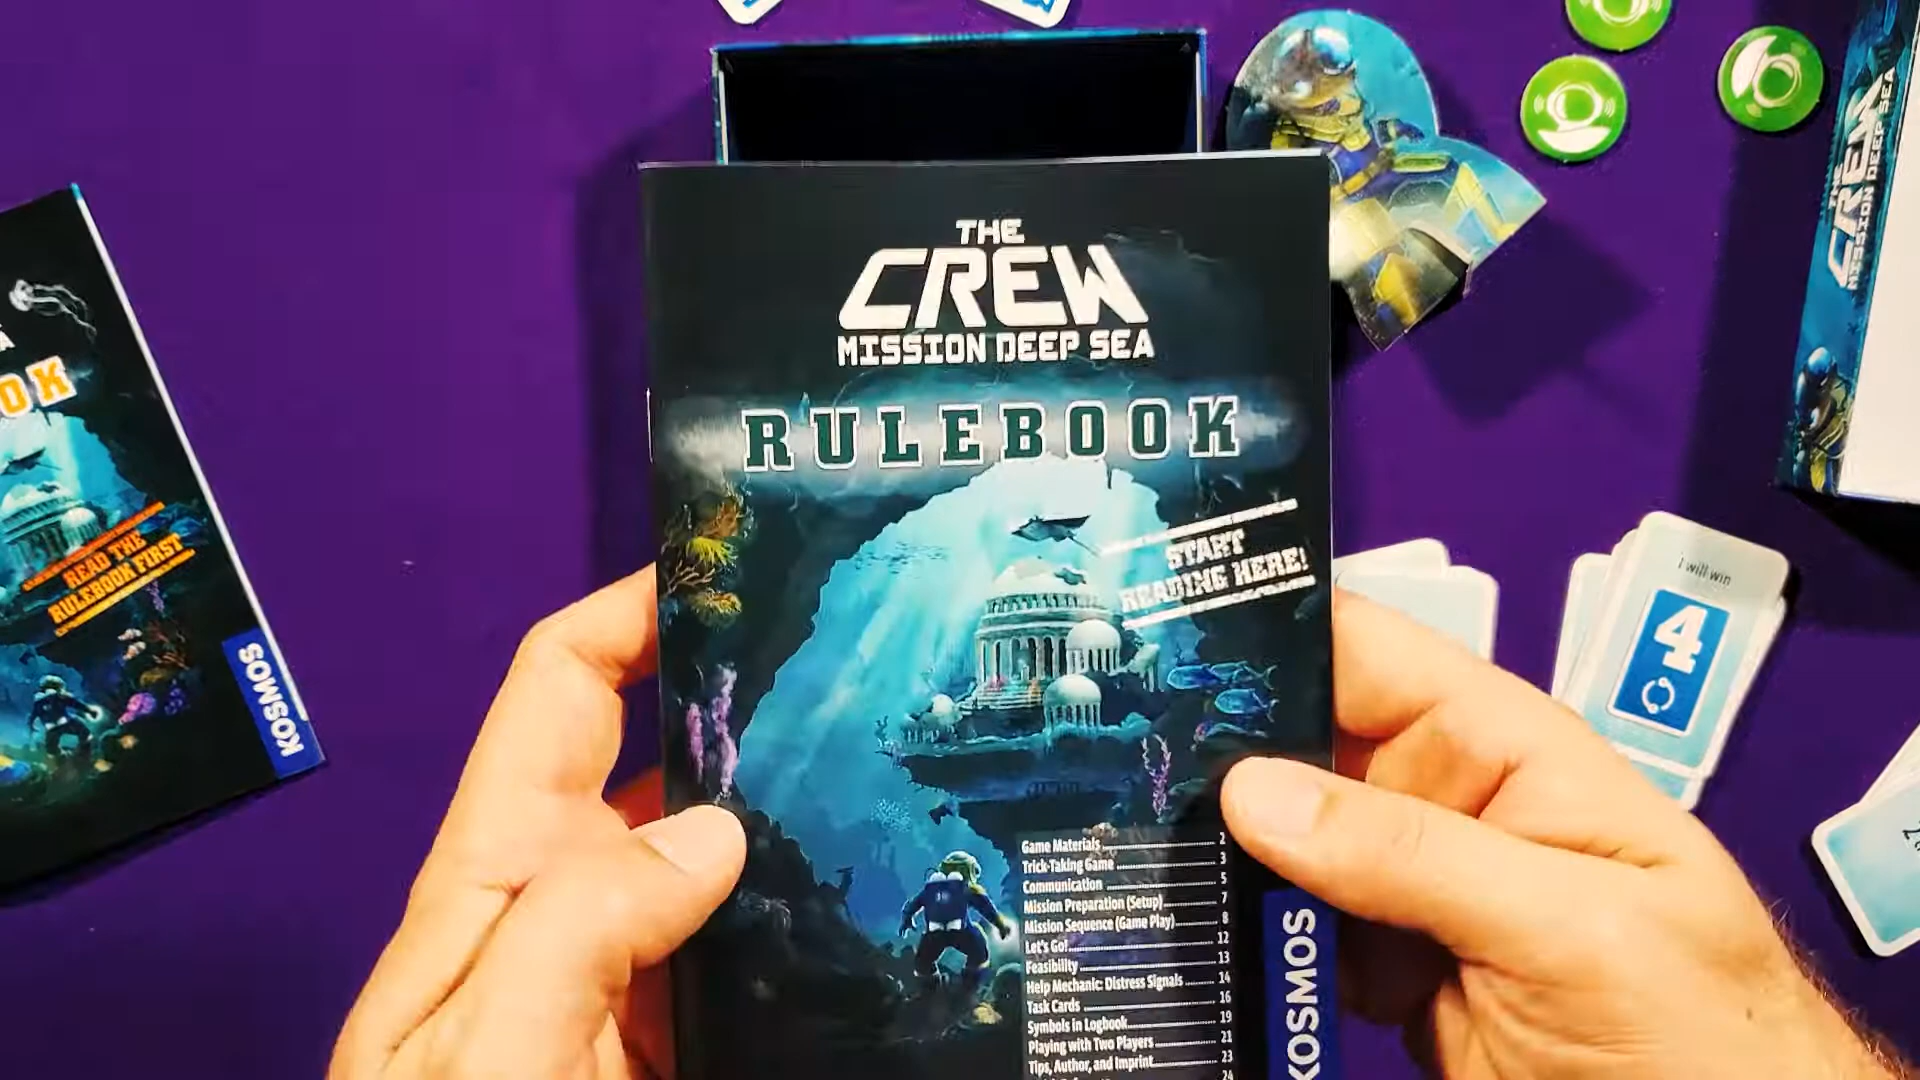 THE
CREW
MISSION DEEP SEA
RULEBOOK
START
READING HERE!
Game Materials 2
Trick-Taking Game 3
Communication 5
Mission Preparation (Setup) 7
Mission Sequence (Game Play) 8
Let's Go! 12
Feasibility 13
Help Mechanic: Distress Signals 14
Task Cards 16
Symbols in Logbook 19
Playing with Two Players 21
Tips, Author, and Imprint 23
24
KOSMOS
OK
READ THE
RULEBOOK FIRST
KOSMOS
THE
CREW
MISSION DEEP SEA
i will win
4